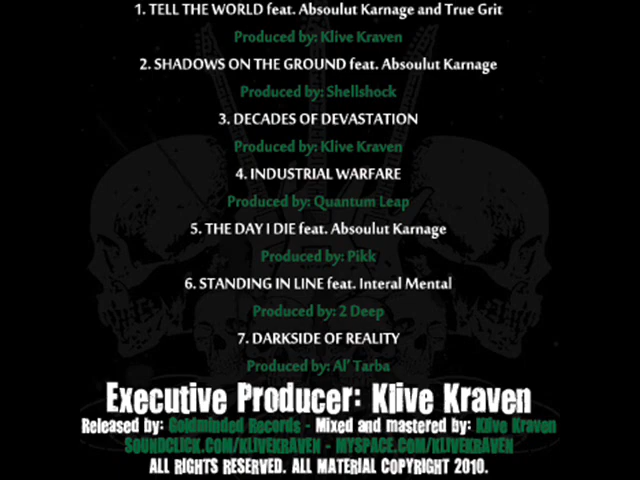 1. TELL THE WORLD feat. Absoulut Karnage and True Grit
Produced by: Klive Kraven
2. SHADOWS ON THE GROUND feat. Absoulut Karnage
Produced by: Shellshock
3. DECADES OF DEVASTATION
Produced by: Klive Kraven
4. INDUSTRIAL WARFARE
Produced by: Quantum Leap
5. THE DAY I DIE feat. Absoulut Karnage
Produced by: Pikk
6. STANDING IN LINE feat. Interal Mental
Produced by: 2 Deep
7. DARKSIDE OF REALITY
Produced by: Al' Tarba
Executive Producer: Klive Kraven
Released by: Goldminded Records - Mixed and mastered by: Klive Kraven
SOUNDCLICK.COM/KLIVEKRAVEN - MYSPACE.COM/KLIVEKRAVEN
ALL RIGHTS RESERVED. ALL MATERIAL COPYRIGHT 2010.